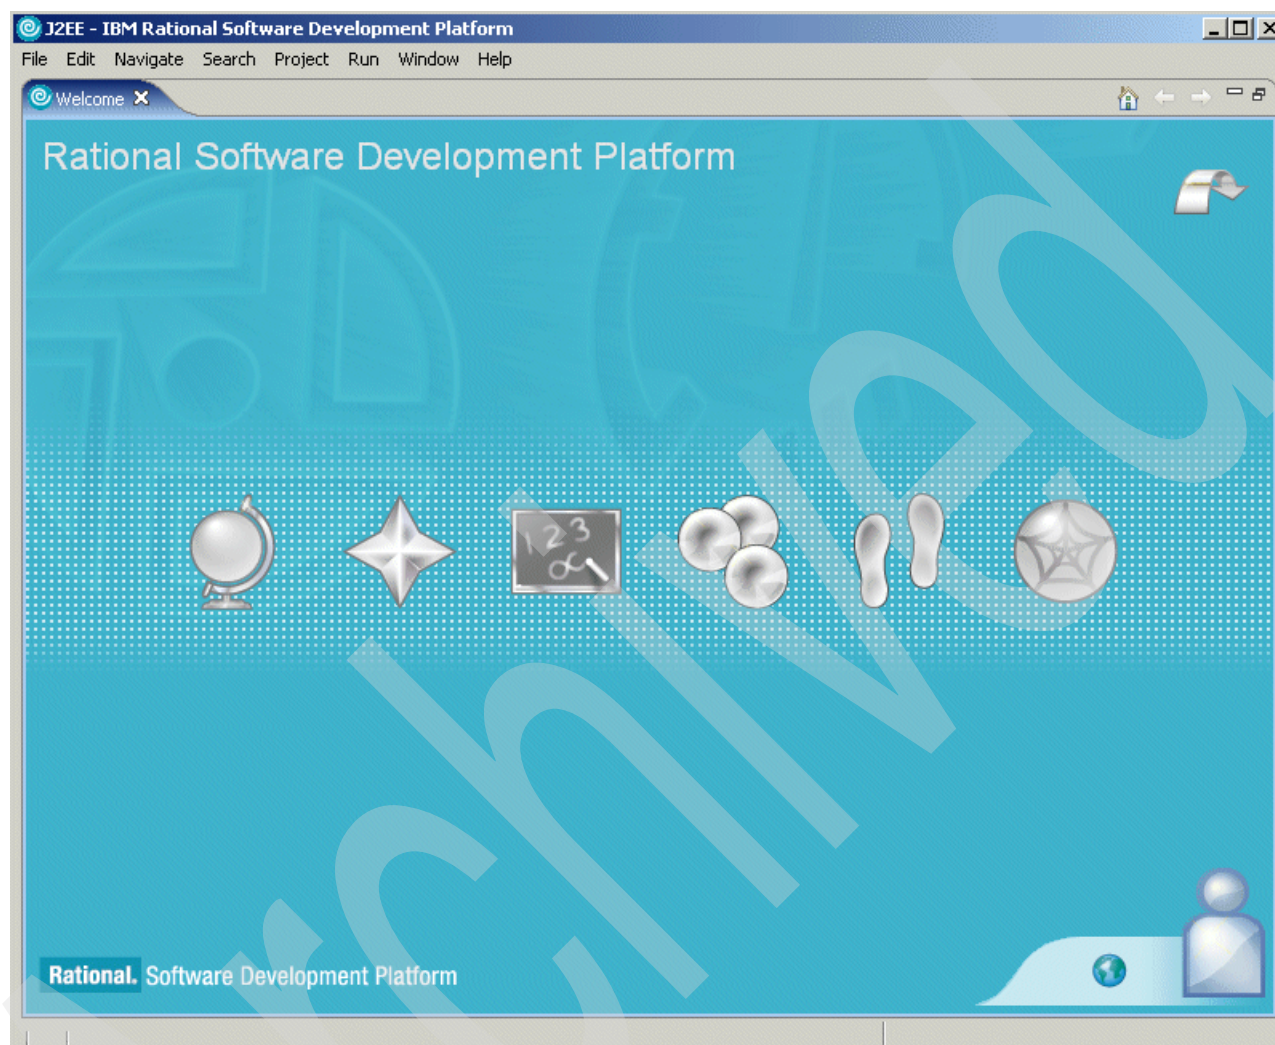 J2EE - IBM Rational Software Development Platform
File Edit Navigate Search Project Run Window Help
Welcome
Rational Software Development Platform
123
Rational. Software Development Platform
Archived